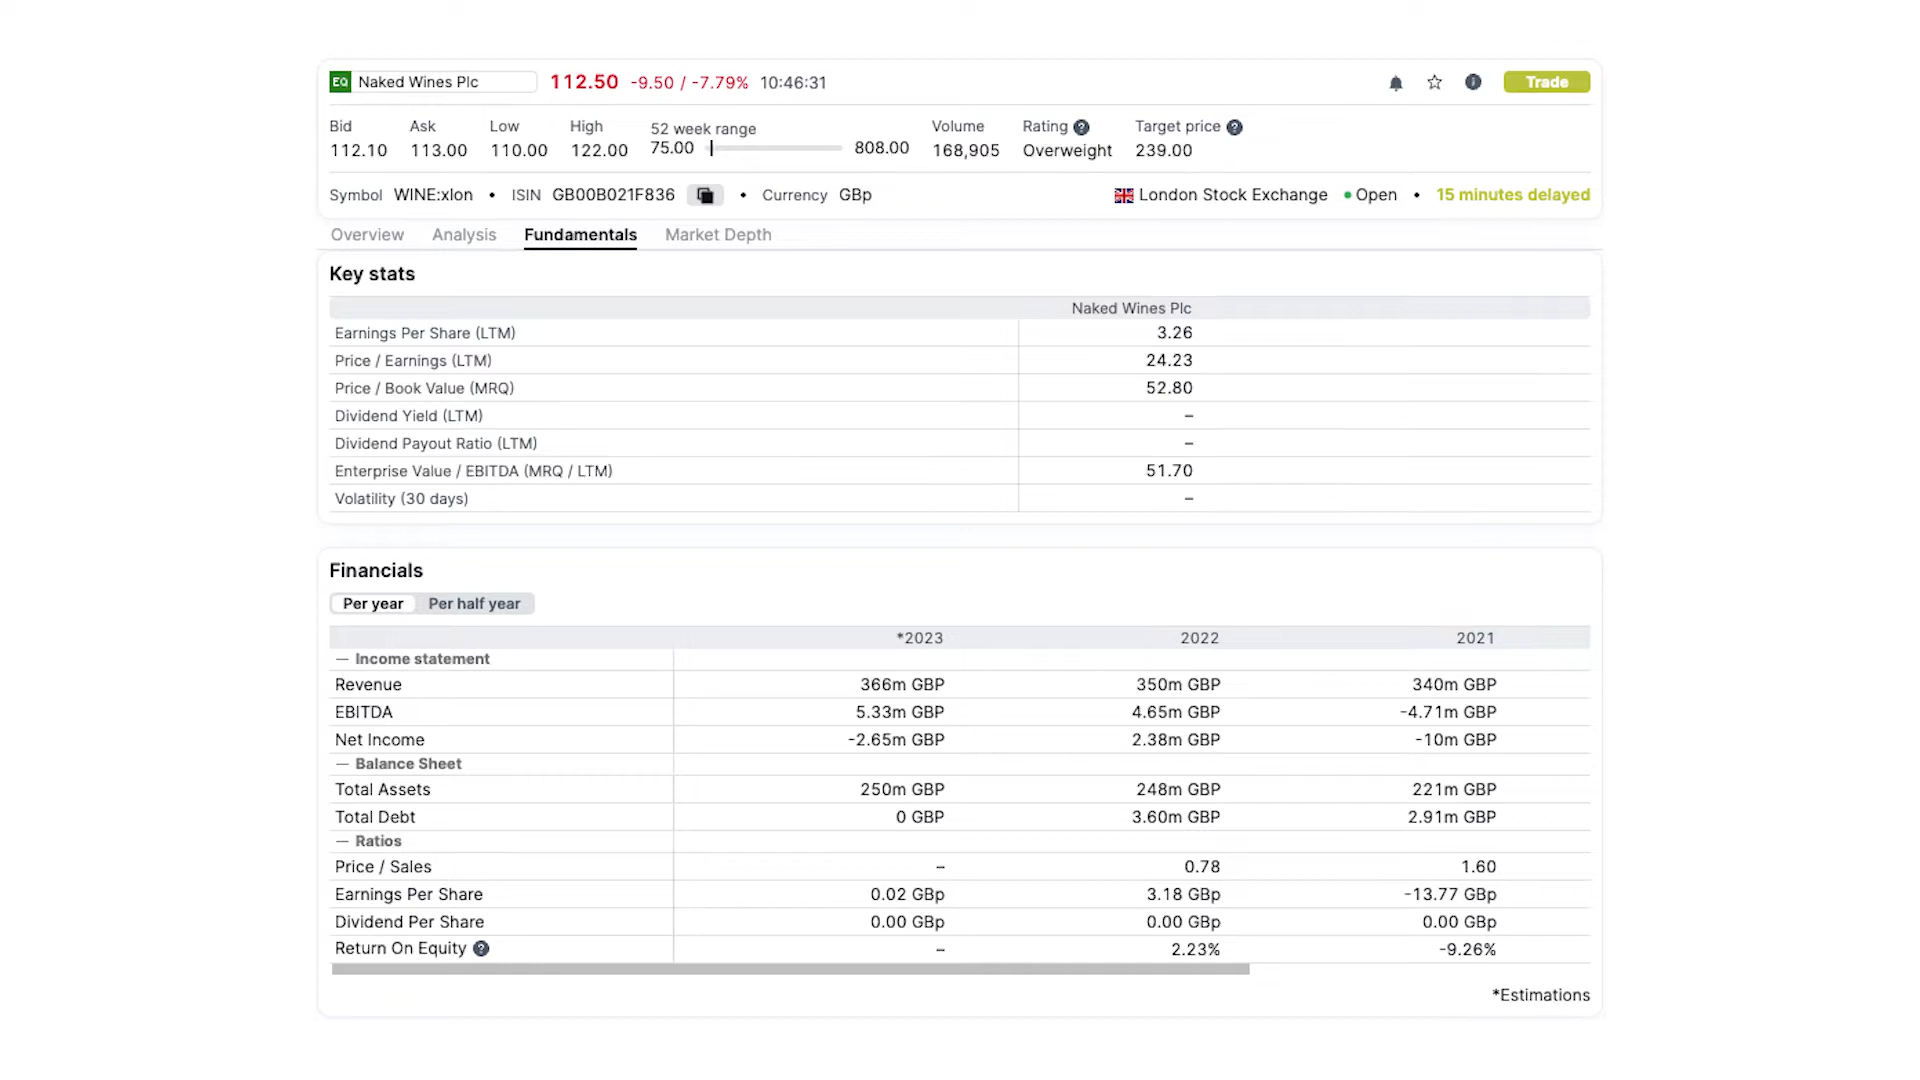 EQ Naked Wines Plc 112.50 -9.50 / -7.79% 10:46:31 Trade
Bid Ask Low High 52 week range Volume Rating Target price
112.10 113.00 110.00 122.00 75.00 808.00 168,905 Overweight 239.00
Symbol WINE:xlon • ISIN GB00B021F836 • Currency GBp London Stock Exchange • Open • 15 minutes delayed
Overview Analysis Fundamentals Market Depth
Key stats
Naked Wines Plc
Earnings Per Share (LTM) 3.26
Price / Earnings (LTM) 24.23
Price / Book Value (MRQ) 52.80
Dividend Yield (LTM) –
Dividend Payout Ratio (LTM) –
Enterprise Value / EBITDA (MRQ / LTM) 51.70
Volatility (30 days) –
Financials
Per year Per half year
*2023 2022 2021
— Income statement
Revenue 366m GBP 350m GBP 340m GBP
EBITDA 5.33m GBP 4.65m GBP -4.71m GBP
Net Income -2.65m GBP 2.38m GBP -10m GBP
— Balance Sheet
Total Assets 250m GBP 248m GBP 221m GBP
Total Debt 0 GBP 3.60m GBP 2.91m GBP
— Ratios
Price / Sales – 0.78 1.60
Earnings Per Share 0.02 GBp 3.18 GBp -13.77 GBp
Dividend Per Share 0.00 GBp 0.00 GBp 0.00 GBp
Return On Equity ? – 2.23% -9.26%
*Estimations